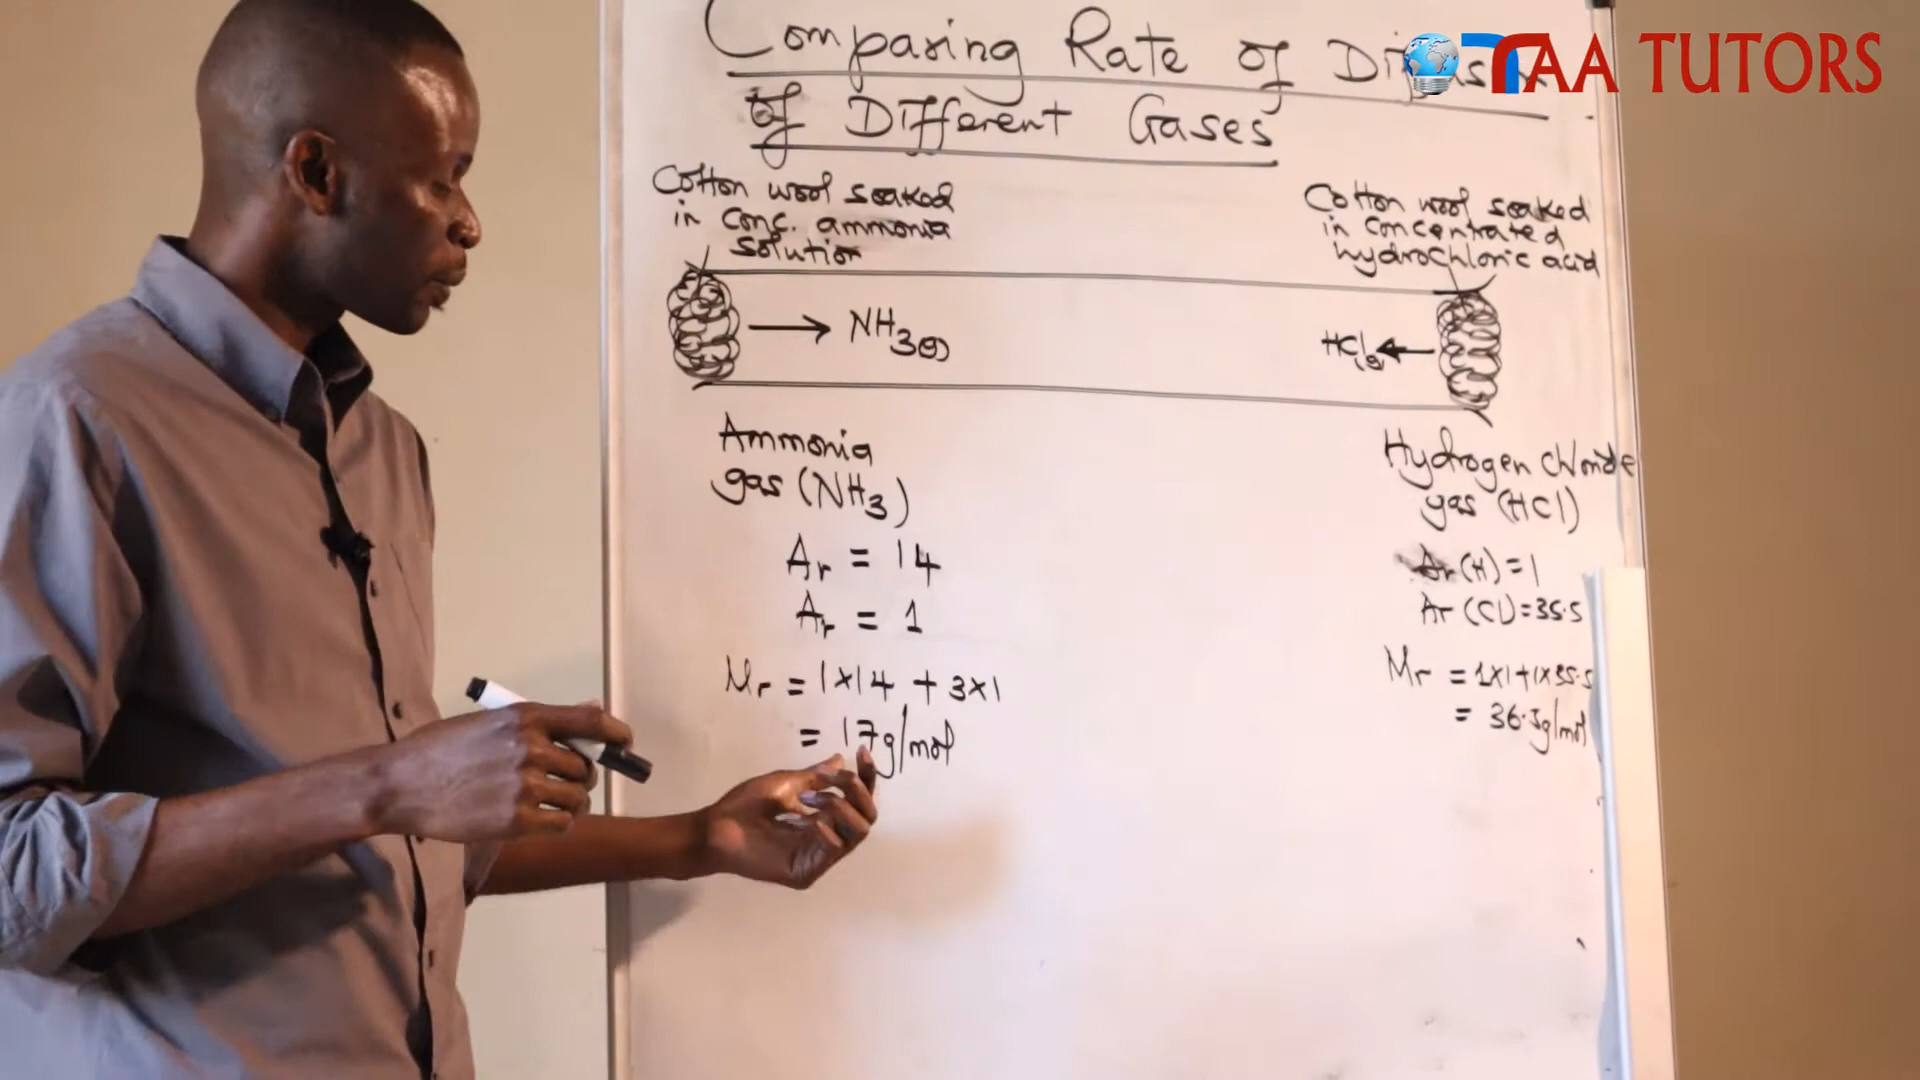 Comparing Rate of
TAA TUTORS
of Different Gases
Cotton wool soaked
in conc. ammonia
solution
Cotton wool soaked
in concentrated
hydrochloric acid
NH3(g)
HCl(g)
Ammonia
gas (NH3)
Ar = 14
Ar = 1
Mr = 1×14 + 3×1
= 17g/mol
Hydrogen chloride
gas (HCl)
Ar (H) = 1
Ar (Cl) = 35.5
Mr = 1×1+1×35.5
= 36.5g/mol